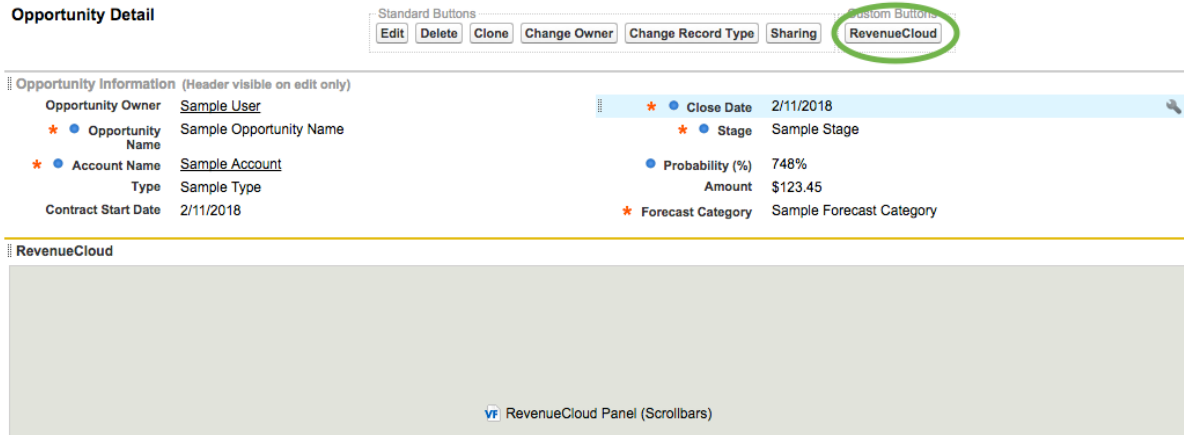 Opportunity Detail
Standard Buttons
Custom Buttons
Edit Delete Clone Change Owner Change Record Type Sharing RevenueCloud
Opportunity Information (Header visible on edit only)
Opportunity Owner Sample User
* Opportunity Name Sample Opportunity Name
* Account Name Sample Account
Type Sample Type
Contract Start Date 2/11/2018
* Close Date 2/11/2018
* Stage Sample Stage
Probability (%) 748%
Amount $123.45
* Forecast Category Sample Forecast Category
RevenueCloud
VF RevenueCloud Panel (Scrollbars)